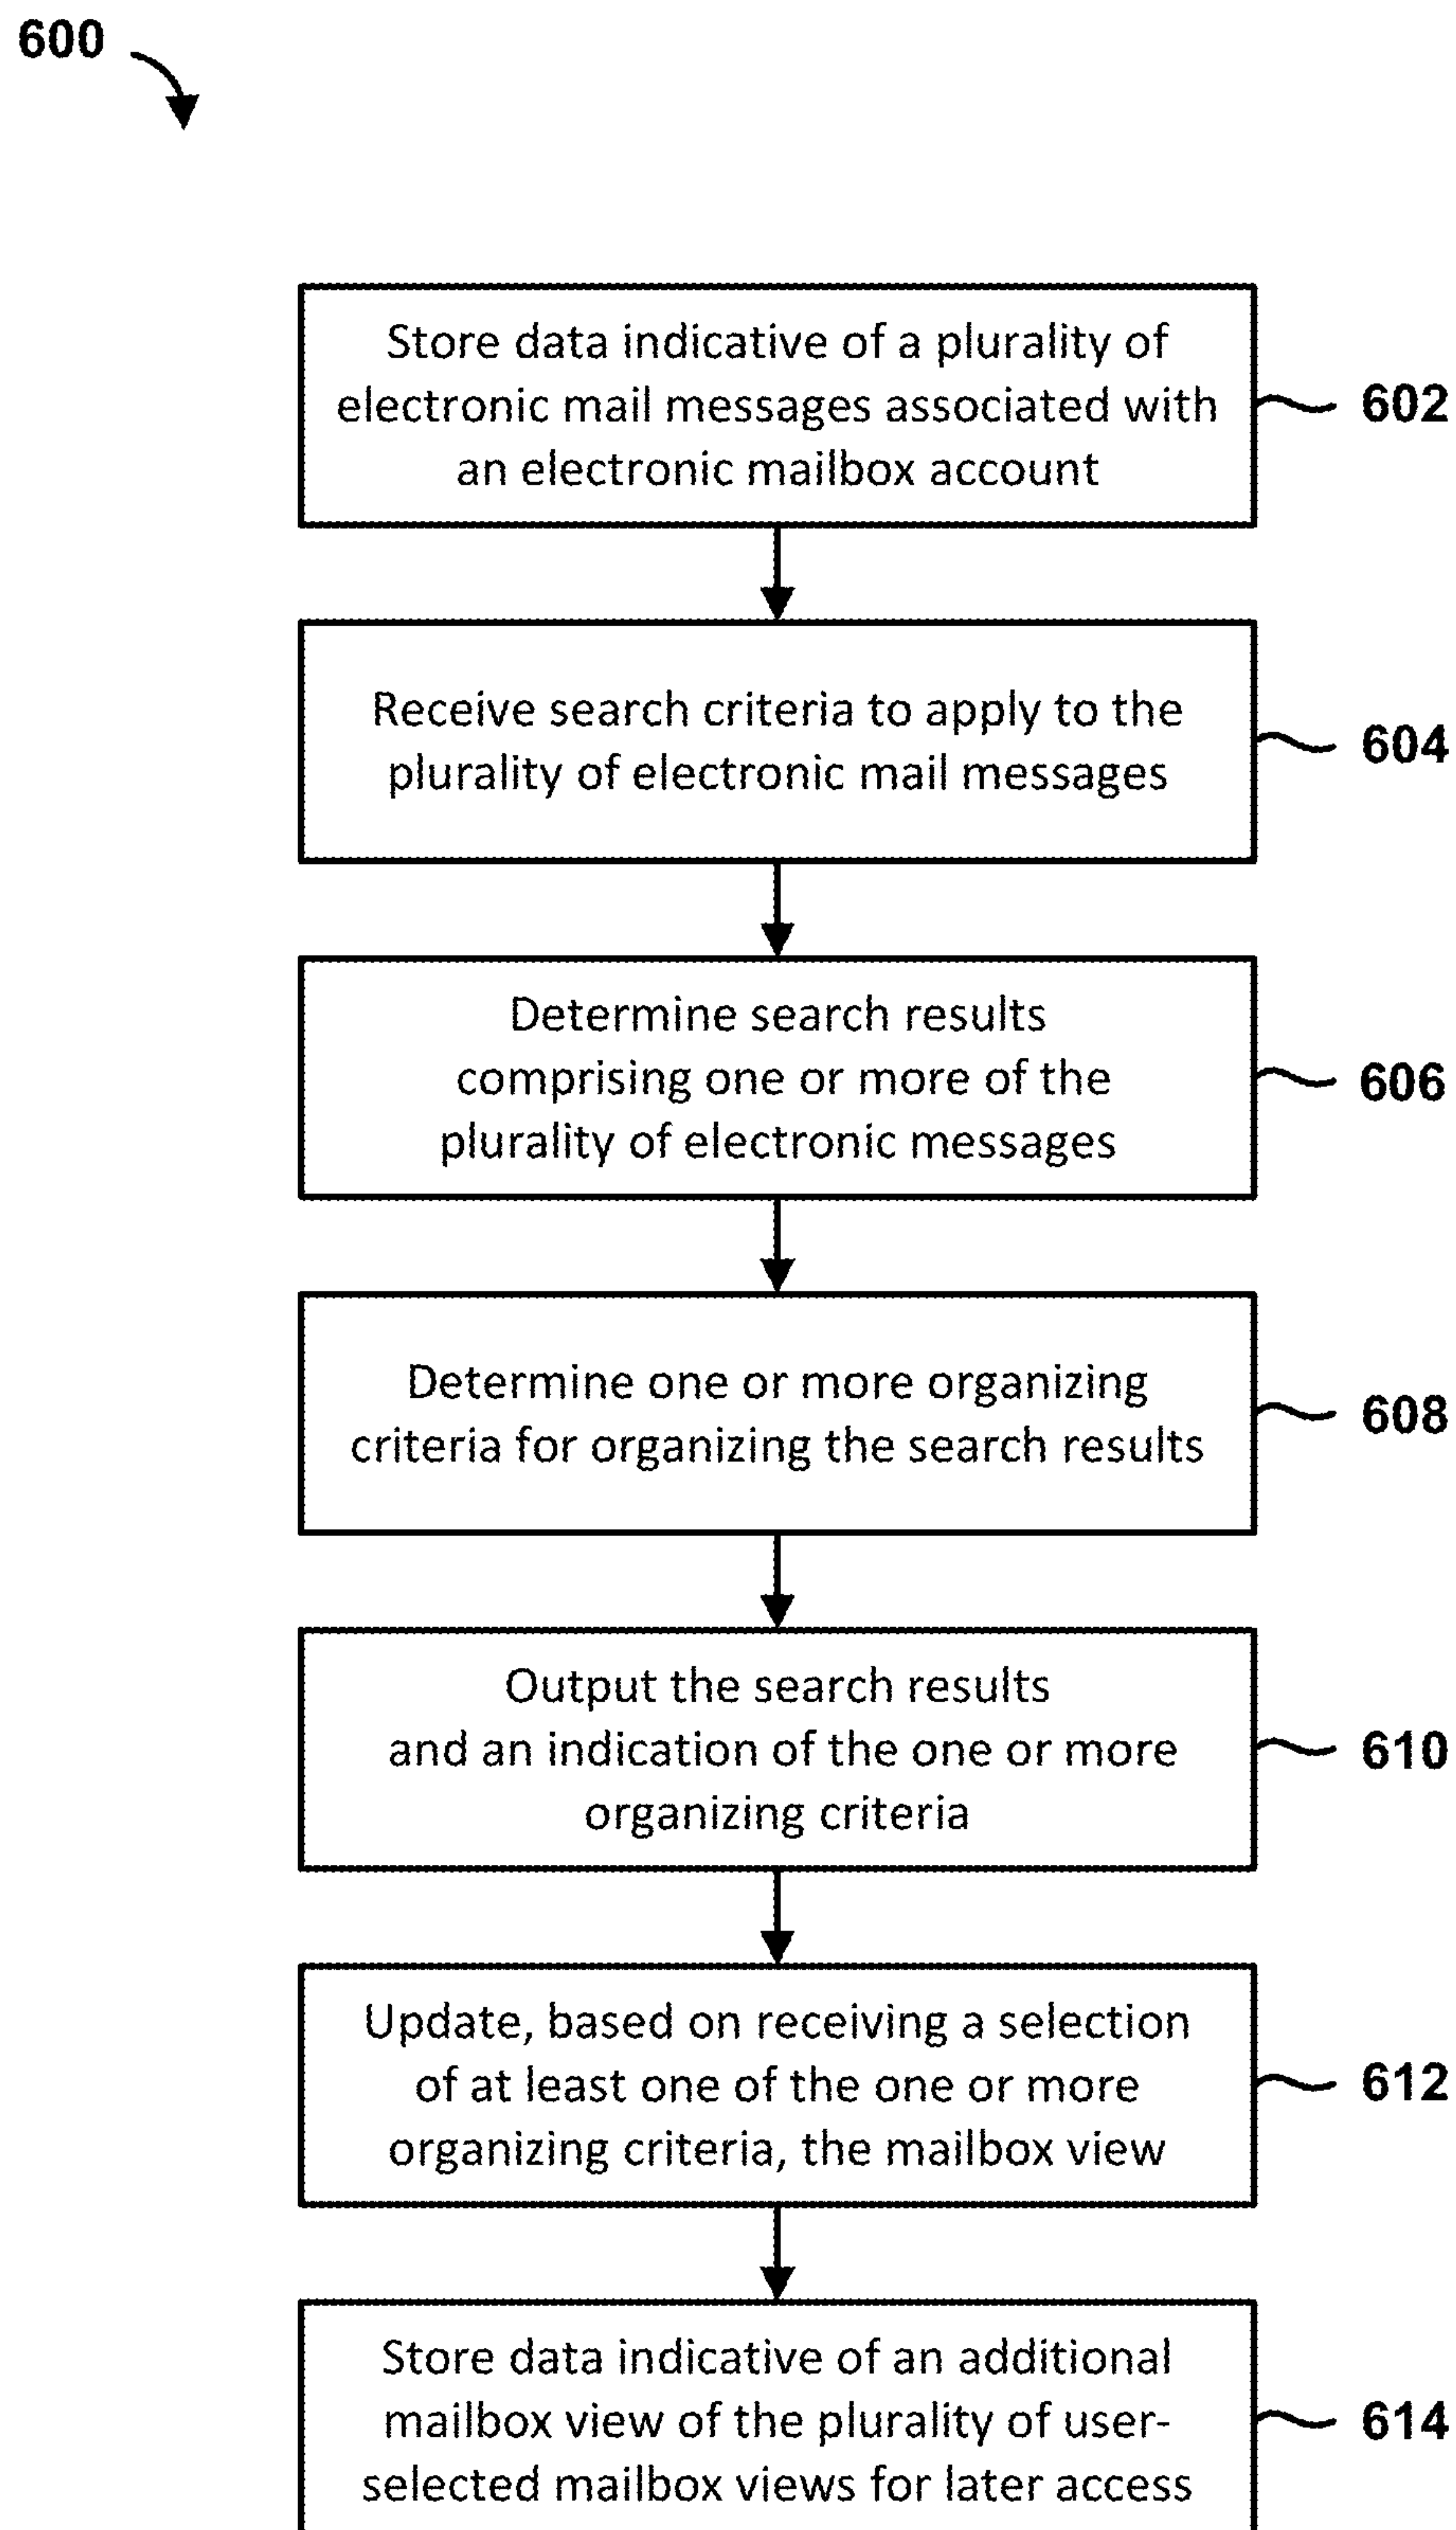 600
Store data indicative of a plurality of
electronic mail messages associated with
an electronic mailbox account
602
Receive search criteria to apply to the
plurality of electronic mail messages
604
Determine search results
comprising one or more of the
plurality of electronic messages
606
Determine one or more organizing
criteria for organizing the search results
608
Output the search results
and an indication of the one or more
organizing criteria
610
Update, based on receiving a selection
of at least one of the one or more
organizing criteria, the mailbox view
612
Store data indicative of an additional
mailbox view of the plurality of user-
selected mailbox views for later access
614